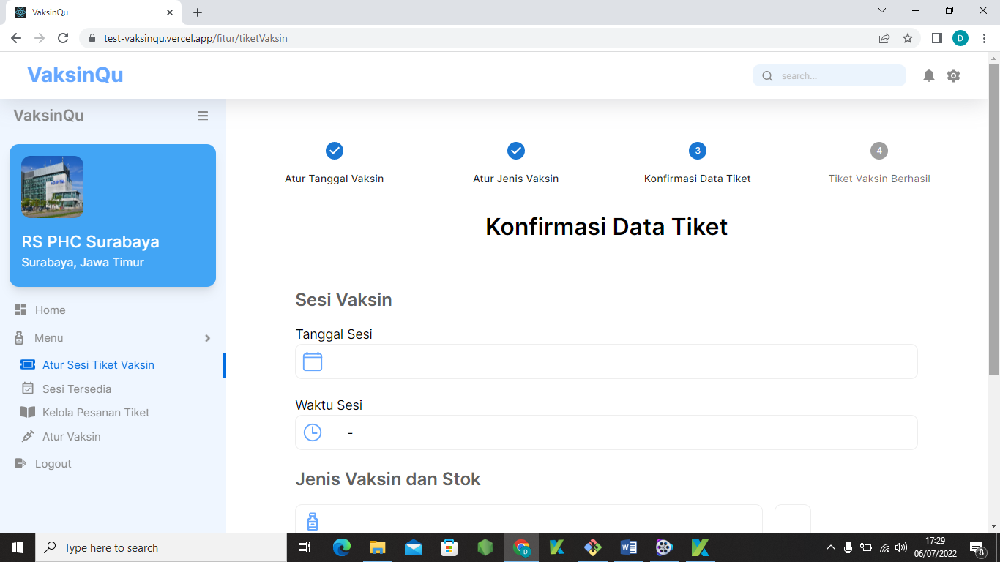 VaksinQu
test-vaksinqu.vercel.app/fitur/tiketVaksin
D
VaksinQu
search...
VaksinQu
RS PHC Surabaya
Surabaya, Jawa Timur
Home
Menu
Atur Sesi Tiket Vaksin
Sesi Tersedia
Kelola Pesanan Tiket
Atur Vaksin
Logout
3
4
Atur Tanggal Vaksin
Atur Jenis Vaksin
Konfirmasi Data Tiket
Tiket Vaksin Berhasil
Konfirmasi Data Tiket
Sesi Vaksin
Tanggal Sesi
Waktu Sesi
-
Jenis Vaksin dan Stok
Type here to search
17:29
06/07/2022
8